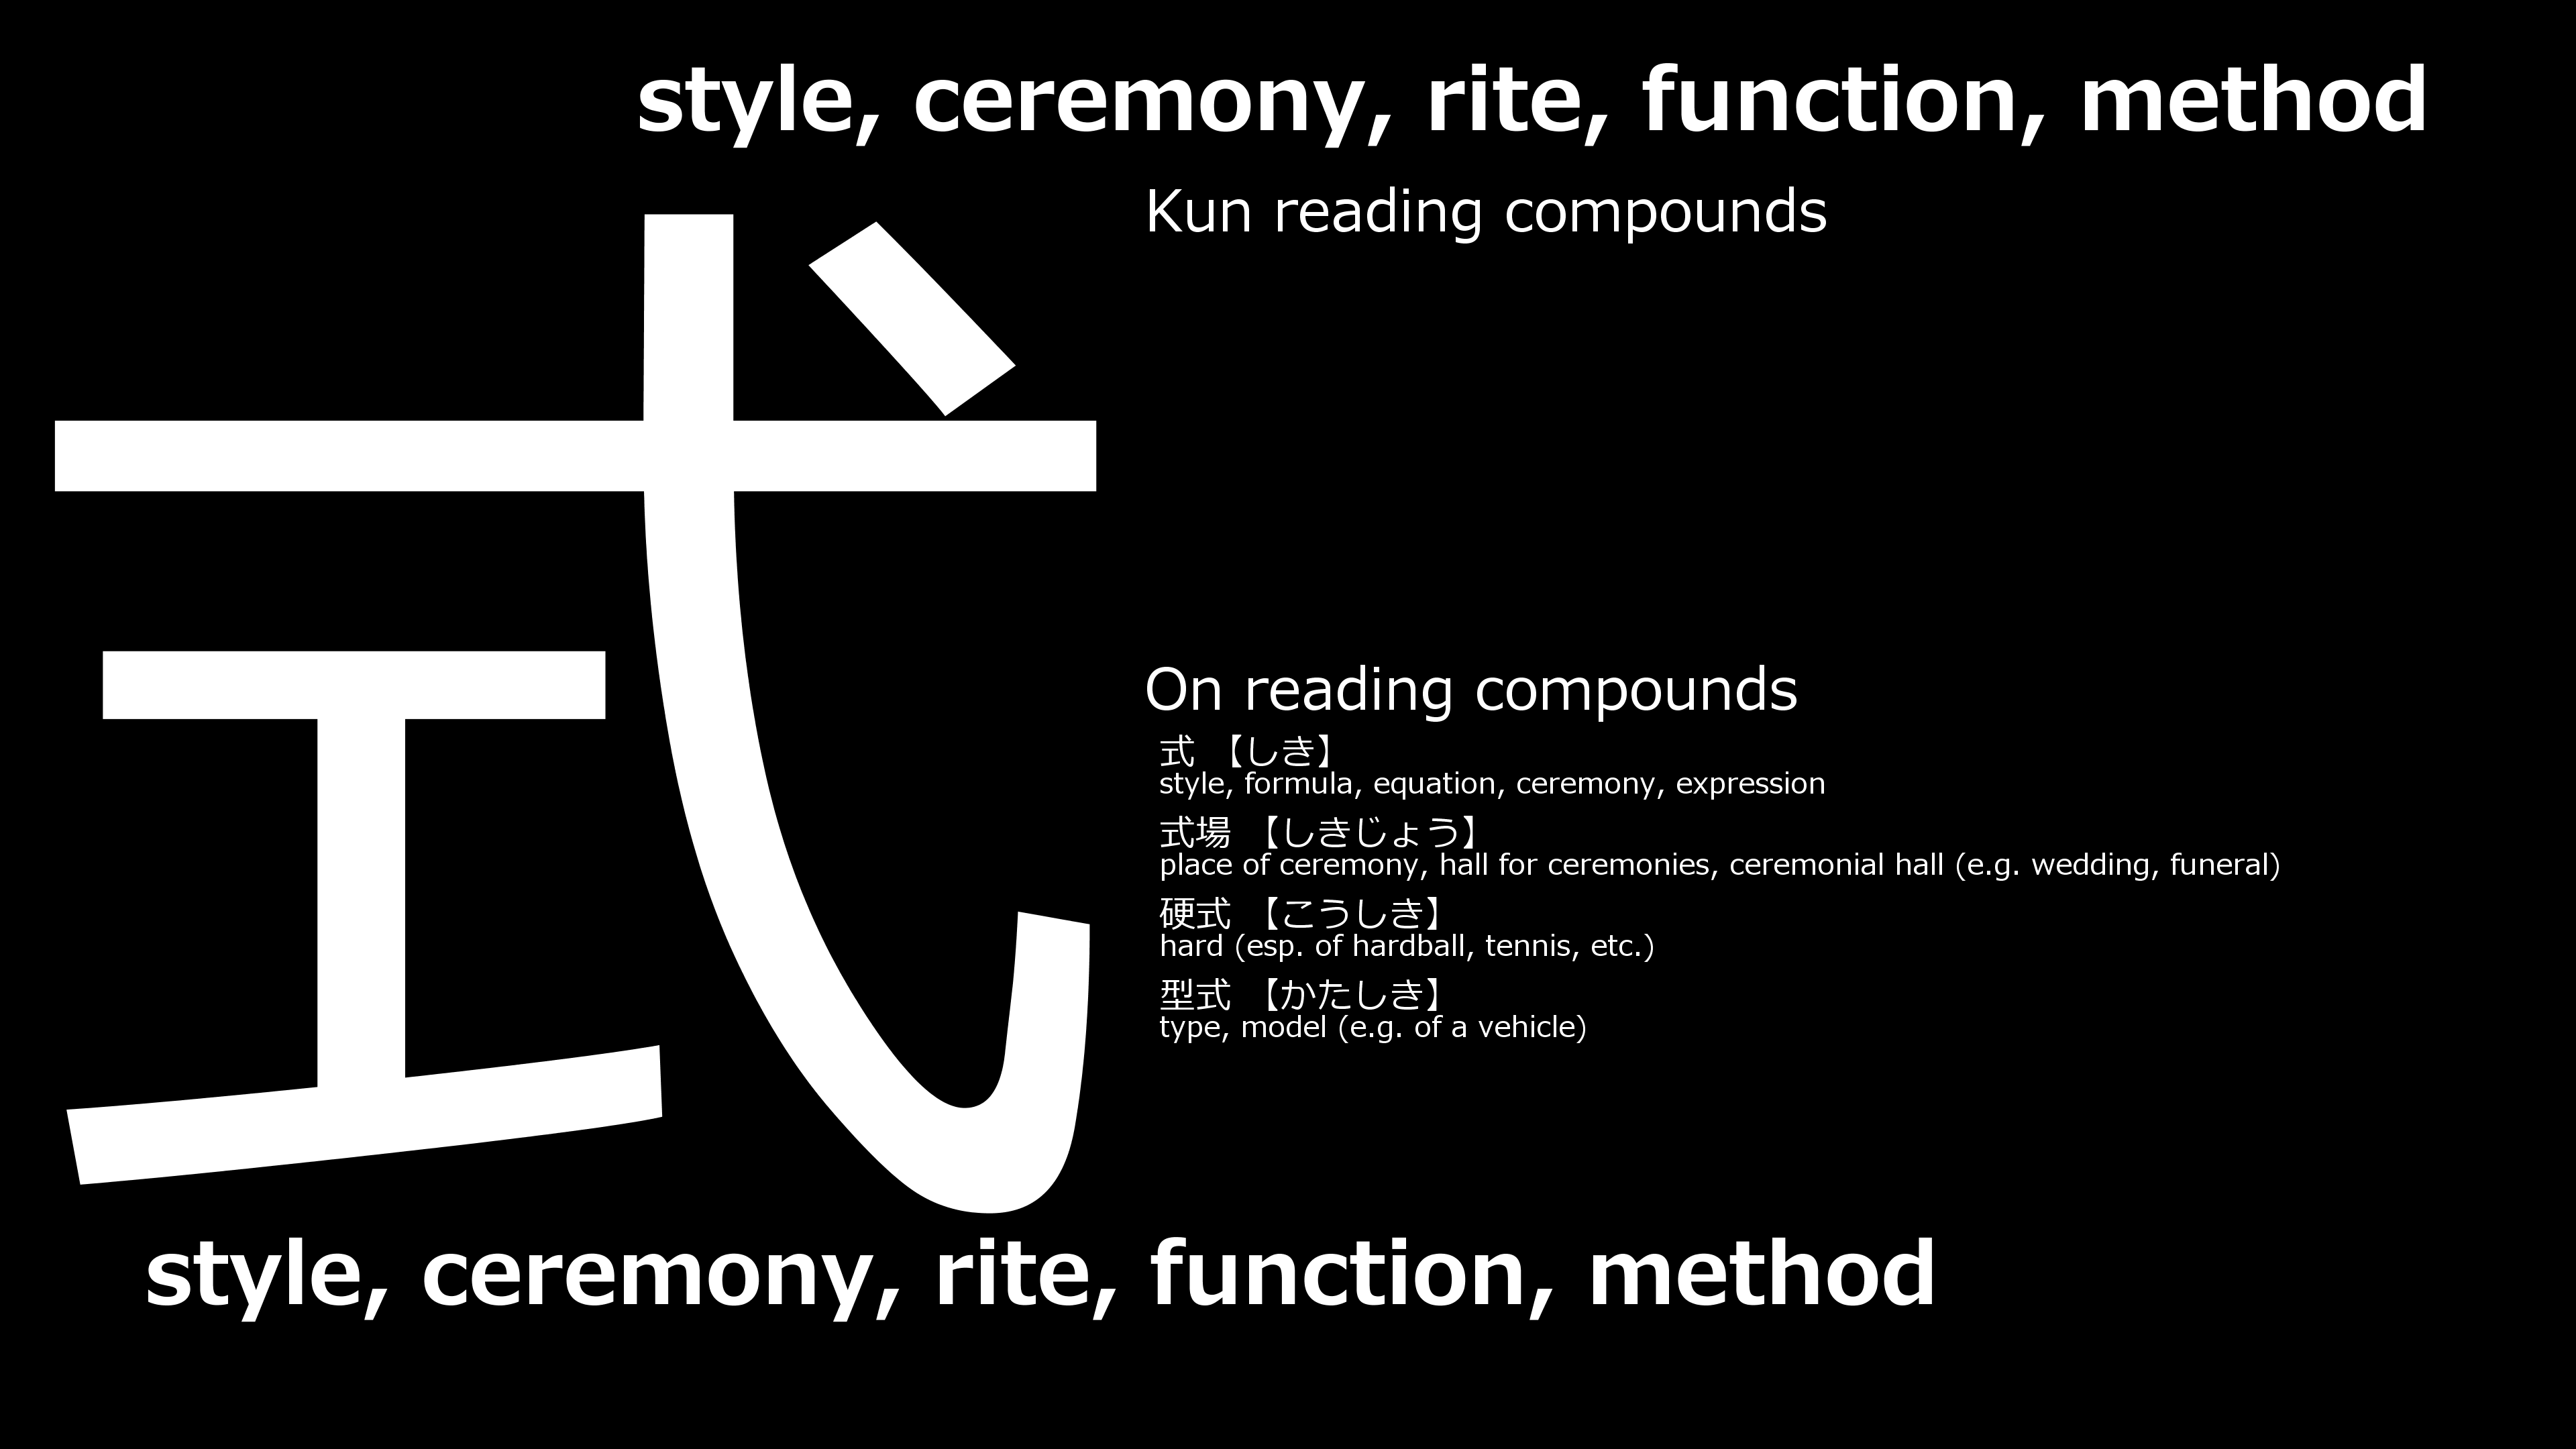 style, ceremony, rite, function, method
式
Kun reading compounds
On reading compounds
式 【しき】
style, formula, equation, ceremony, expression
式場 【しきじょう】
place of ceremony, hall for ceremonies, ceremonial hall (e.g. wedding, funeral)
硬式 【こうしき】
hard (esp. of hardball, tennis, etc.)
型式 【かたしき】
type, model (e.g. of a vehicle)
style, ceremony, rite, function, method